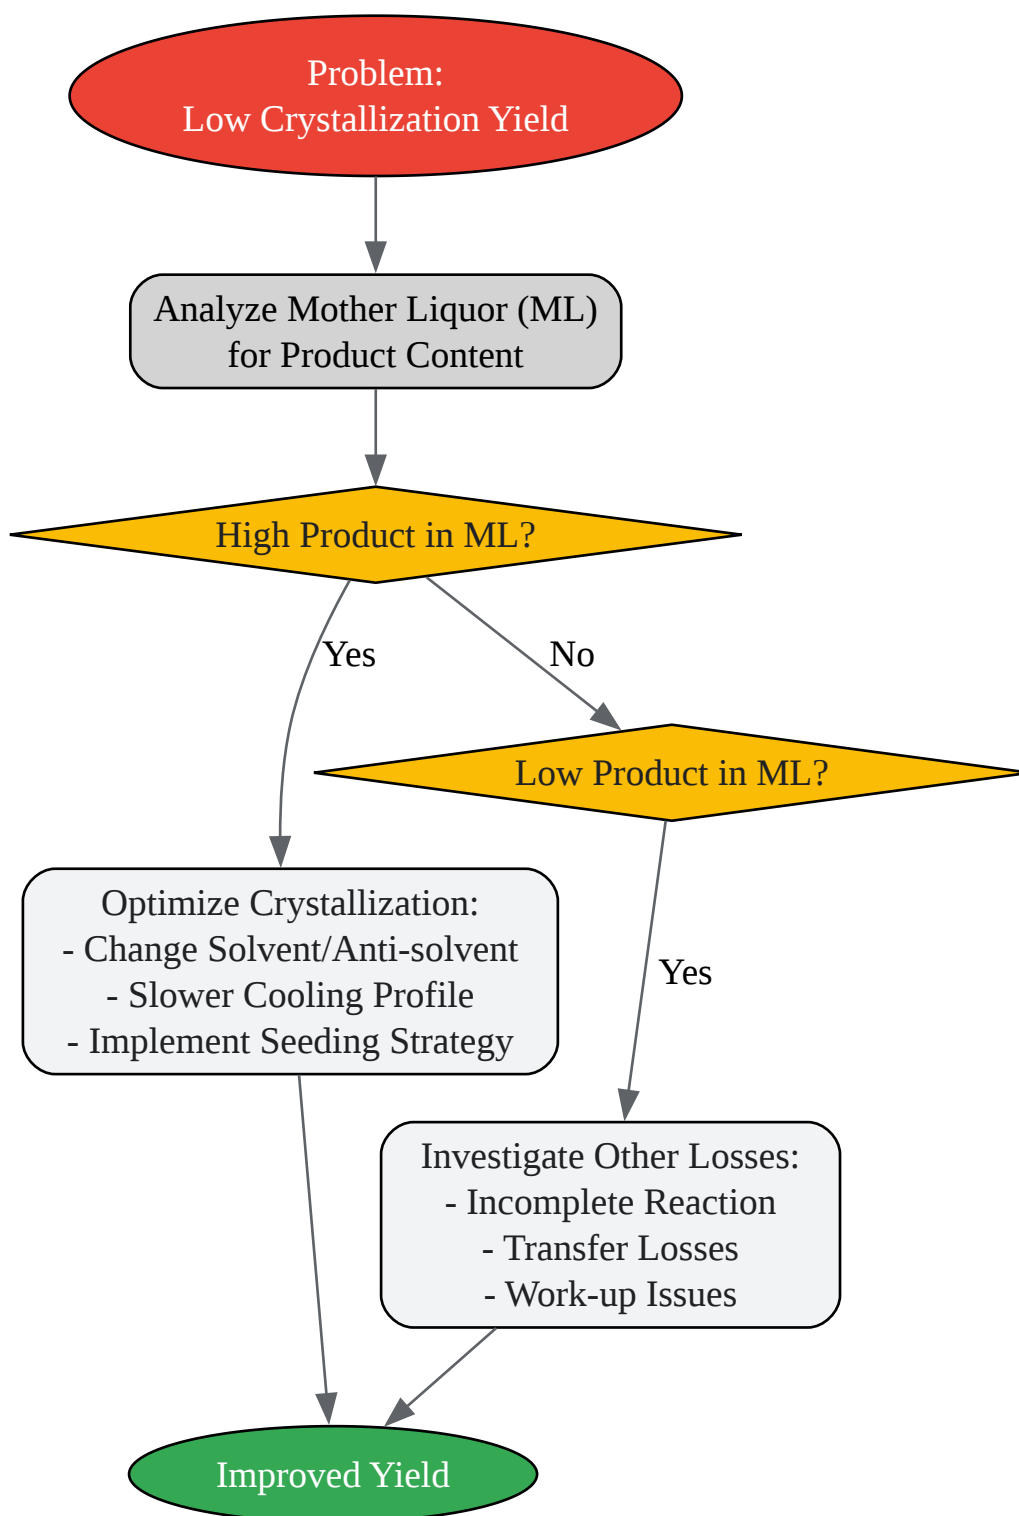 Problem:
Low Crystallization Yield
Analyze Mother Liquor (ML)
for Product Content
High Product in ML?
Yes
No
Low Product in ML?
Optimize Crystallization:
- Change Solvent/Anti-solvent
- Slower Cooling Profile
- Implement Seeding Strategy
Yes
Investigate Other Losses:
- Incomplete Reaction
- Transfer Losses
- Work-up Issues
Improved Yield